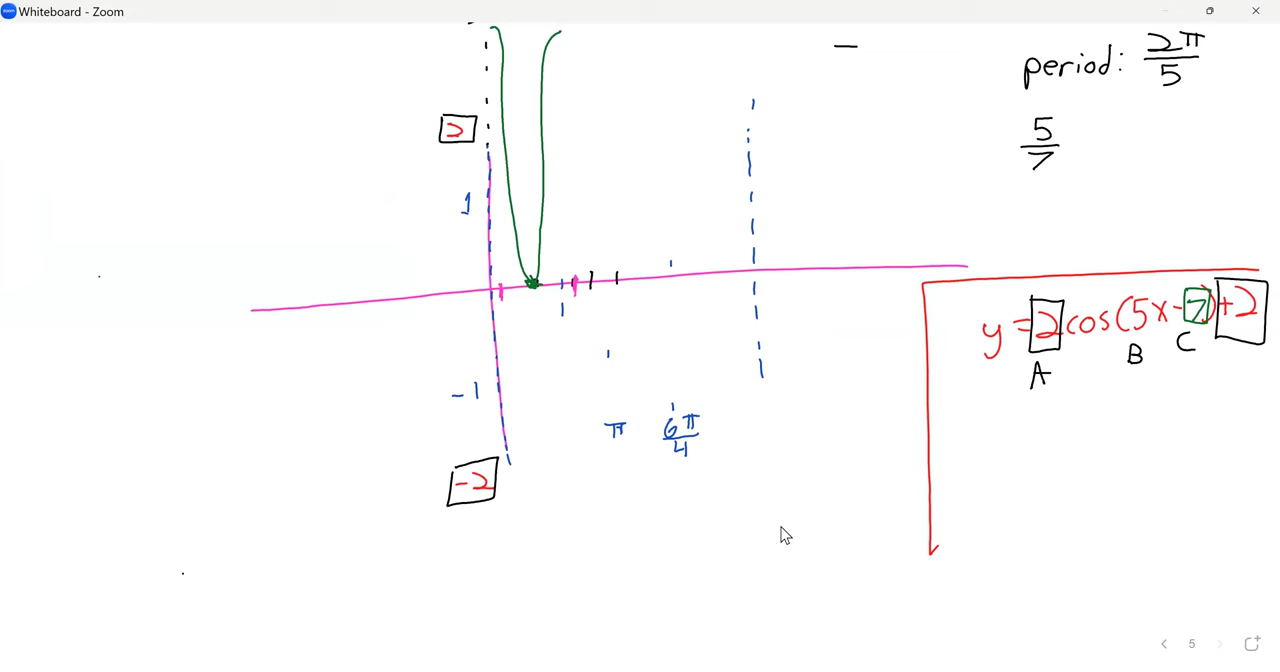 Whiteboard - Zoom
period: 2π/5
2
5/7
1
y = 2cos(5x-7)+2
A B C
-1
π 6π/4
-2
5